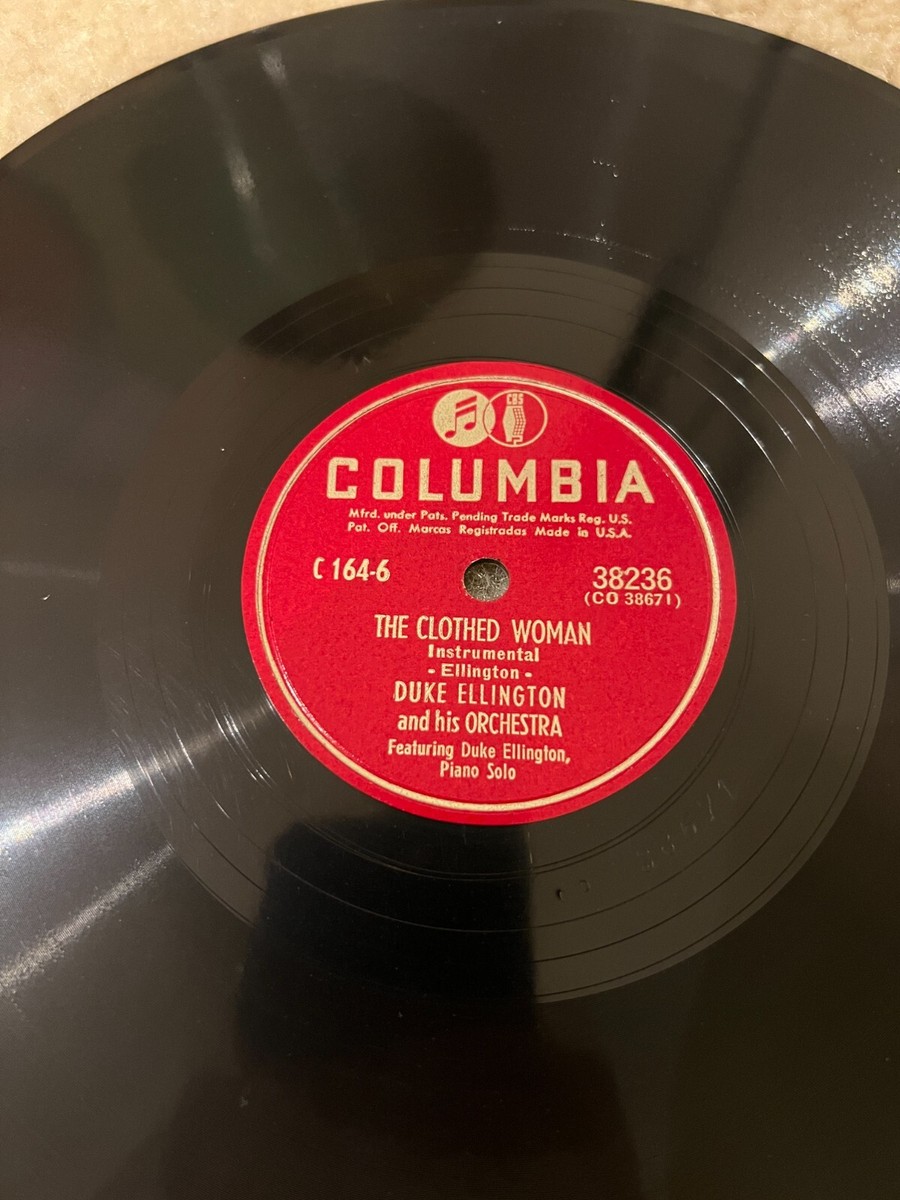 CBS
COLUMBIA
Mfrd. under Pats. Pending Trade Marks Reg. U.S.
Pat. Off. Marcas Registradas Made in U.S.A.
C 164-6
38236
(CO 38671)
THE CLOTHED WOMAN
Instrumental
- Ellington -
DUKE ELLINGTON
and his ORCHESTRA
Featuring Duke Ellington,
Piano Solo